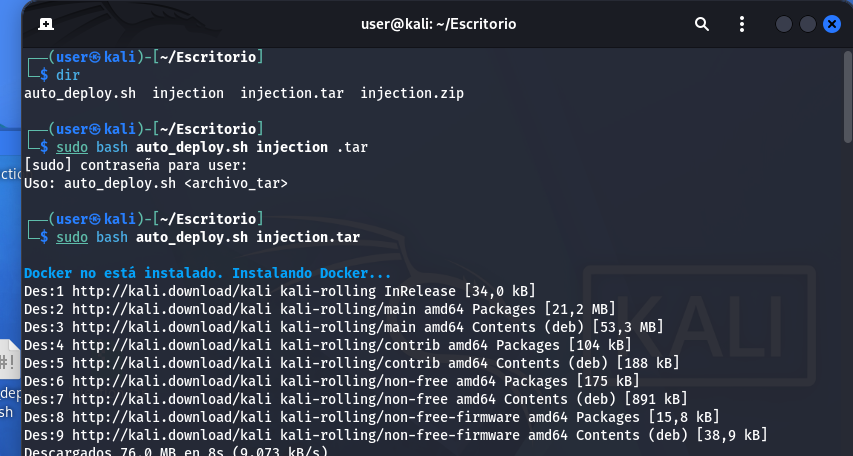 user@kali: ~/Escritorio
┌──(user㉿kali)-[~/Escritorio]
└─$ dir
auto_deploy.sh  injection  injection.tar  injection.zip
┌──(user㉿kali)-[~/Escritorio]
└─$ sudo bash auto_deploy.sh injection .tar
[sudo] contraseña para user:
Uso: auto_deploy.sh <archivo_tar>
┌──(user㉿kali)-[~/Escritorio]
└─$ sudo bash auto_deploy.sh injection.tar
Docker no está instalado. Instalando Docker...
Des:1 http://kali.download/kali kali-rolling InRelease [34,0 kB]
Des:2 http://kali.download/kali kali-rolling/main amd64 Packages [21,2 MB]
Des:3 http://kali.download/kali kali-rolling/main amd64 Contents (deb) [53,3 MB]
Des:4 http://kali.download/kali kali-rolling/contrib amd64 Packages [104 kB]
Des:5 http://kali.download/kali kali-rolling/contrib amd64 Contents (deb) [188 kB]
Des:6 http://kali.download/kali kali-rolling/non-free amd64 Packages [175 kB]
Des:7 http://kali.download/kali kali-rolling/non-free amd64 Contents (deb) [891 kB]
Des:8 http://kali.download/kali kali-rolling/non-free-firmware amd64 Packages [15,8 kB]
Des:9 http://kali.download/kali kali-rolling/non-free-firmware amd64 Contents (deb) [38,9 kB]
Descargados 76,0 MB en 8s (9.073 kB/s)
KALI
#!
sh